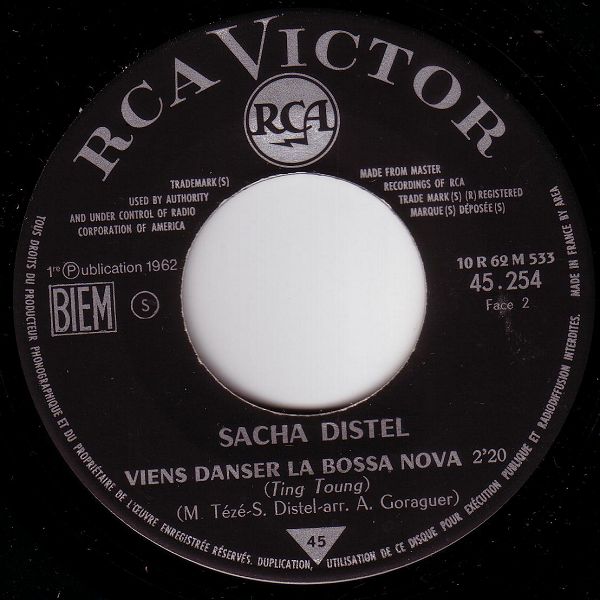 RCA VICTOR
RCA
TRADEMARK(S)
USED BY AUTHORITY
AND UNDER CONTROL OF RADIO
CORPORATION OF AMERICA
MADE FROM MASTER
RECORDINGS OF RCA
TRADE MARK(S) (R) REGISTERED
MARQUE(S) DÉPOSÉE(S)
1re Ⓟublication 1962
BIEM
S
10 R 62 M 533
45.254
Face 2
SACHA DISTEL
VIENS DANSER LA BOSSA NOVA 2'20
(Ting Toung)
(M. Tézé-S. Distel-arr. A. Goraguer)
45
TOUS DROITS DU PRODUCTEUR PHONOGRAPHIQUE ET DU PROPRIÉTAIRE DE L'ŒUVRE ENREGISTRÉE RÉSERVÉS. DUPLICATION, UTILISATION DE CE DISQUE POUR EXÉCUTION PUBLIQUE ET RADIODIFFUSION INTERDITES. MADE IN FRANCE BY AREA